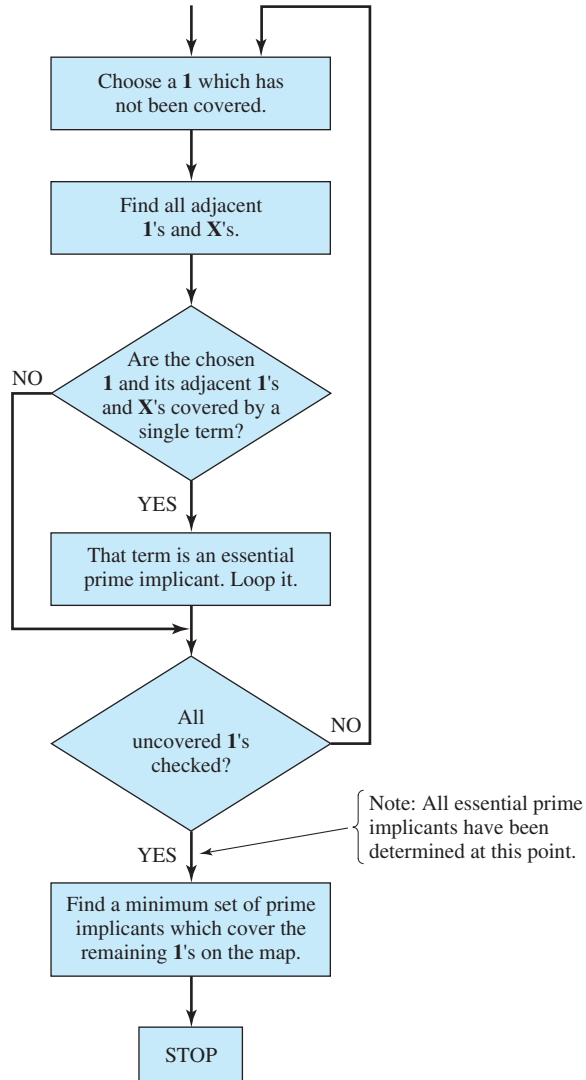 Choose a 1 which has
not been covered.
Find all adjacent
1's and X's.
Are the chosen
1 and its adjacent 1's
and X's covered by a
single term?
NO
YES
That term is an essential
prime implicant. Loop it.
All
uncovered 1's
checked?
NO
YES
Note: All essential prime
implicants have been
determined at this point.
Find a minimum set of prime
implicants which cover the
remaining 1's on the map.
STOP